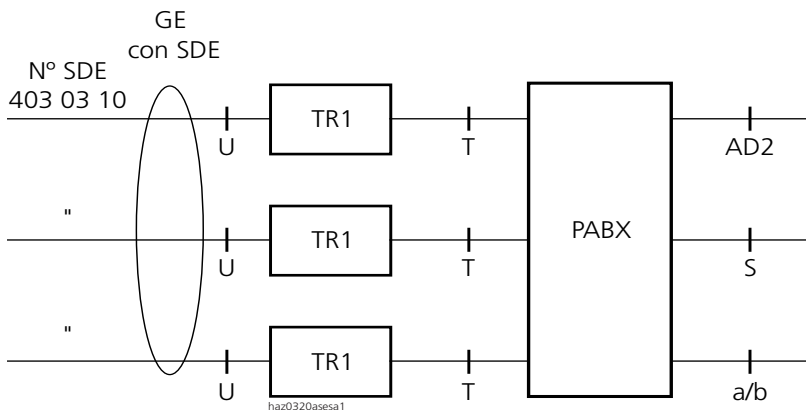 GE
con SDE
Nº SDE
403 03 10
TR1
U
T
PABX
AD2
"
TR1
U
T
S
"
TR1
U
T
a/b
haz0320asesa1